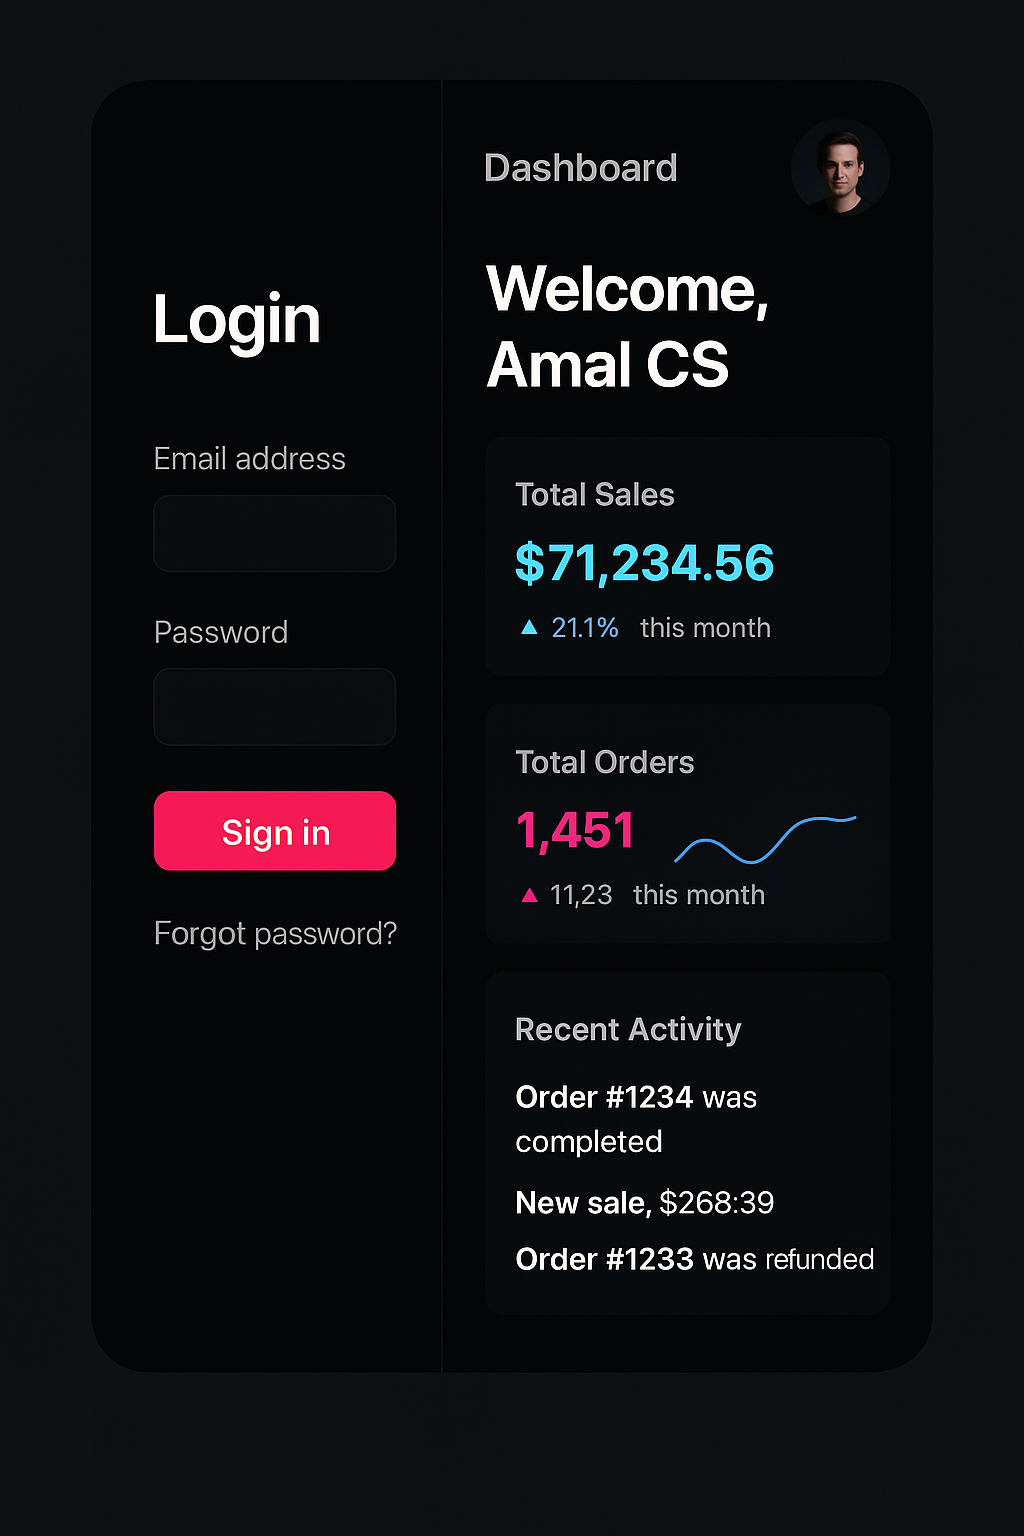 Login
Email address
Password
Sign in
Forgot password?
Dashboard
Welcome,
Amal CS
Total Sales
$71,234.56
▲ 21.1% this month
Total Orders
1,451
▲ 11,23 this month
Recent Activity
Order #1234 was
completed
New sale, $268:39
Order #1233 was refunded